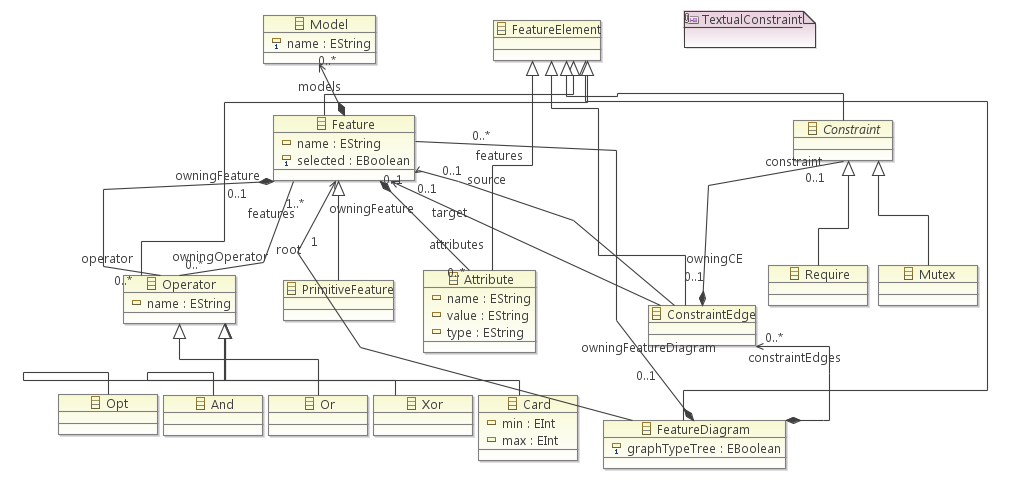 Model
name : EString
FeatureElement
TextualConstraint
0..*
models
Feature
name : EString
selected : EBoolean
Constraint
0..*
features
constraint
0..1
owningFeature
0..1
0..1
0..1
source
0..1
features
1..*
owningFeature
target
root
1
attributes
operator
owningOperator
0..*
0..*
0..*
owningCE
0..1
Operator
name : EString
PrimitiveFeature
Attribute
name : EString
value : EString
type : EString
Require
Mutex
ConstraintEdge
owningFeatureDiagram
0..1
0..*
constraintEdges
Opt
And
Or
Xor
Card
min : EInt
max : EInt
FeatureDiagram
graphTypeTree : EBoolean